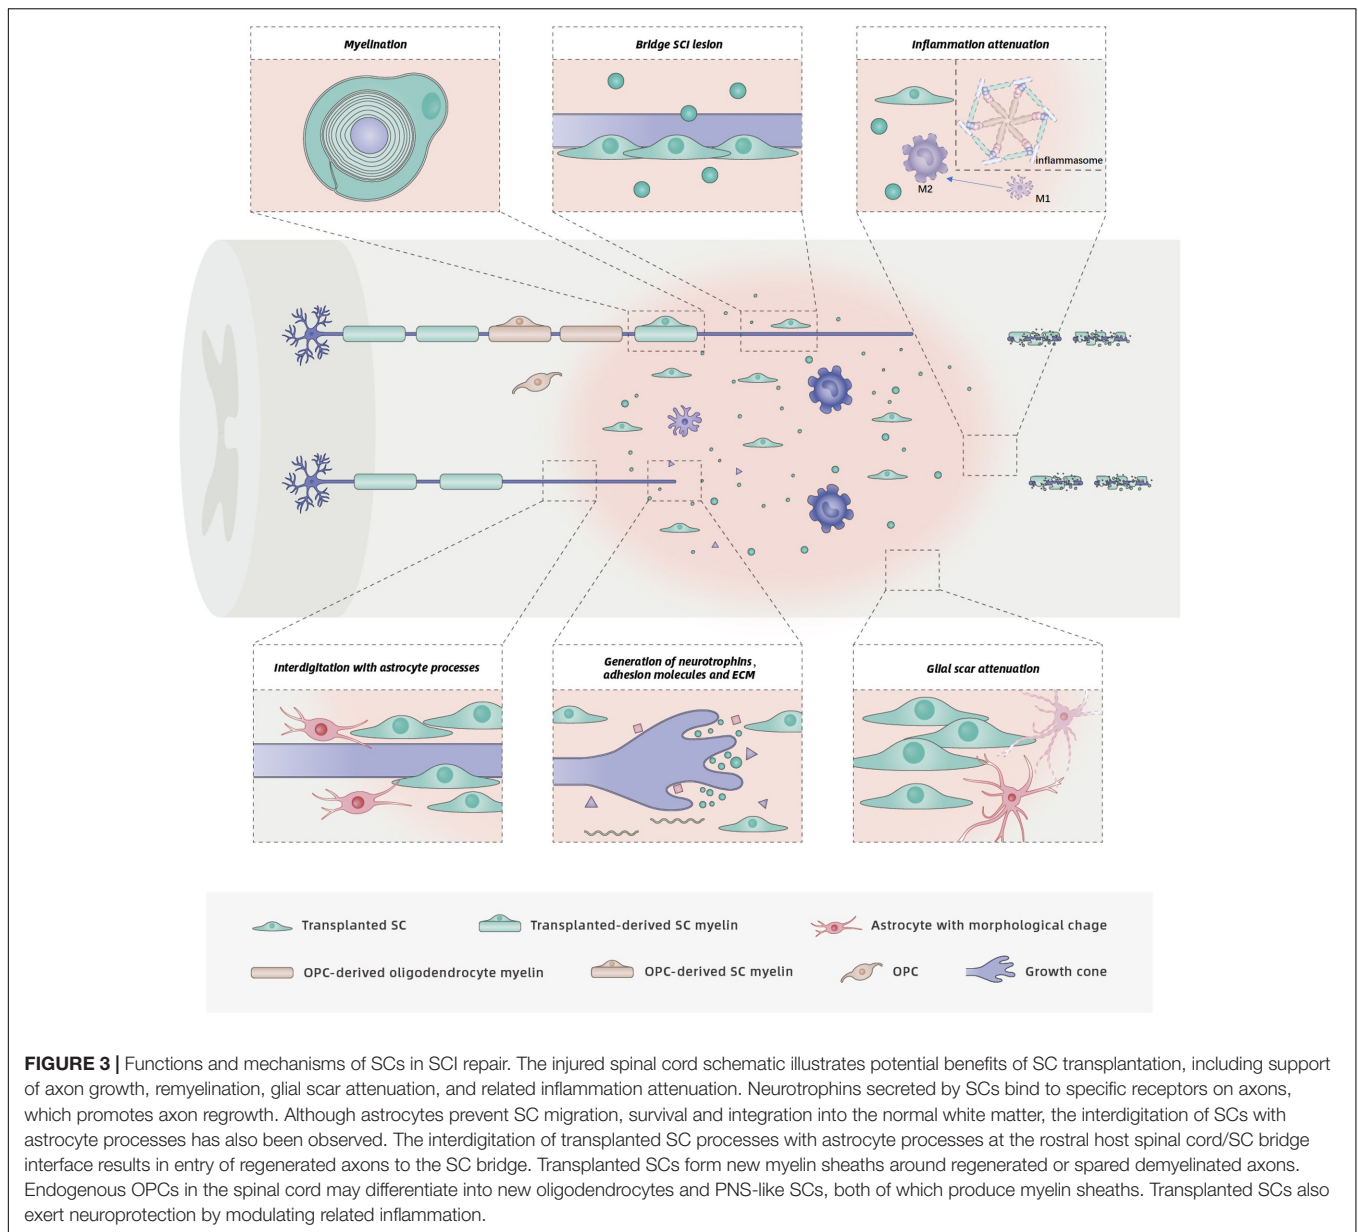 Myelination
Bridge SCI lesion
Inflammation attenuation
inflammasome
M2
M1
Interdigitation with astrocyte processes
Generation of neurotrophins,
adhesion molecules and ECM
Glial scar attenuation
Transplanted SC
Transplanted-derived SC myelin
Astrocyte with morphological chage
OPC-derived oligodendrocyte myelin
OPC-derived SC myelin
OPC
Growth cone
FIGURE 3 | Functions and mechanisms of SCs in SCI repair. The injured spinal cord schematic illustrates potential benefits of SC transplantation, including support
of axon growth, remyelination, glial scar attenuation, and related inflammation attenuation. Neurotrophins secreted by SCs bind to specific receptors on axons,
which promotes axon regrowth. Although astrocytes prevent SC migration, survival and integration into the normal white matter, the interdigitation of SCs with
astrocyte processes has also been observed. The interdigitation of transplanted SC processes with astrocyte processes at the rostral host spinal cord/SC bridge
interface results in entry of regenerated axons to the SC bridge. Transplanted SCs form new myelin sheaths around regenerated or spared demyelinated axons.
Endogenous OPCs in the spinal cord may differentiate into new oligodendrocytes and PNS-like SCs, both of which produce myelin sheaths. Transplanted SCs also
exert neuroprotection by modulating related inflammation.